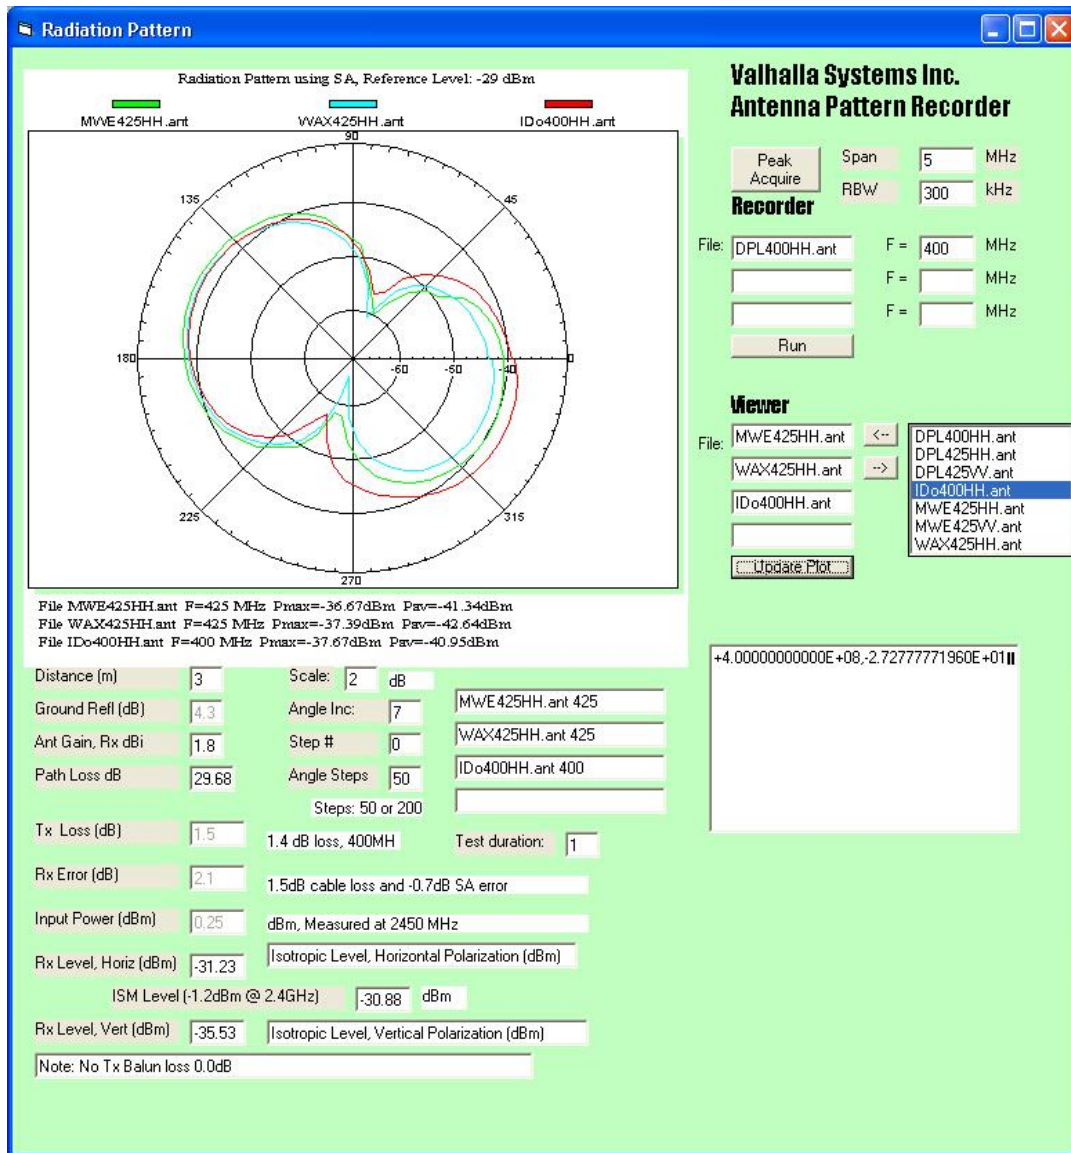 Radiation Pattern
Radiation Pattern using SA, Reference Level: -29 dBm
MWE425HH.ant WAX425HH.ant IDo400HH.ant
90
135 45
180 -60 -50 -40 0
225 315
270
File MWE425HH.ant F=425 MHz Pmax=-36.67dBm Pav=-41.34dBm
File WAX425HH.ant F=425 MHz Pmax=-37.39dBm Pav=-42.64dBm
File IDo400HH.ant F=400 MHz Pmax=-37.67dBm Pav=-40.95dBm
Valhalla Systems Inc.
Antenna Pattern Recorder
Peak Acquire
Span 5 MHz
RBW 300 kHz
Recorder
File: DPL400HH.ant F = 400 MHz
F = MHz
F = MHz
Run
Viewer
File: MWE425HH.ant <--
WAX425HH.ant -->
IDo400HH.ant
Update Plot
DPL400HH.ant
DPL425HH.ant
DPL425VV.ant
IDo400HH.ant
MWE425HH.ant
MWE425VV.ant
WAX425HH.ant
+4.00000000000E+08,-2.72777771960E+01
Distance (m) 3 Scale: 2 dB
Ground Refl (dB) 4.3 Angle Inc: 7 MWE425HH.ant 425
Ant Gain, Rx dBi 1.8 Step # 0 WAX425HH.ant 425
Path Loss dB 29.68 Angle Steps 50 IDo400HH.ant 400
Steps: 50 or 200
Tx Loss (dB) 1.5 1.4 dB loss, 400MH Test duration: 1
Rx Error (dB) 2.1 1.5dB cable loss and -0.7dB SA error
Input Power (dBm) 0.25 dBm, Measured at 2450 MHz
Rx Level, Horiz (dBm) -31.23 Isotropic Level, Horizontal Polarization (dBm)
ISM Level (-1.2dBm @ 2.4GHz) -30.88 dBm
Rx Level, Vert (dBm) -35.53 Isotropic Level, Vertical Polarization (dBm)
Note: No Tx Balun loss 0.0dB